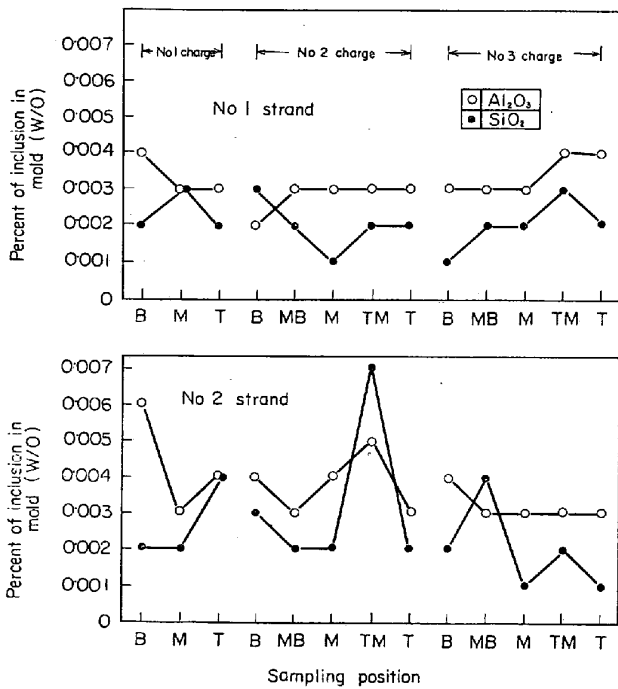 0·007
0·006
0·005
0·004
0·003
0·002
0·001
0
Percent of inclusion in
mold (W/O)
No 1 charge
No 2 charge
No 3 charge
No 1 strand
Al₂O₃
SiO₂
B M T B MB M TM T B MB M TM T
0·007
0·006
0·005
0·004
0·003
0·002
0·001
0
Percent of inclusion in
mold (W/O)
No 2 strand
B M T B MB M TM T B MB M TM T
Sampling position